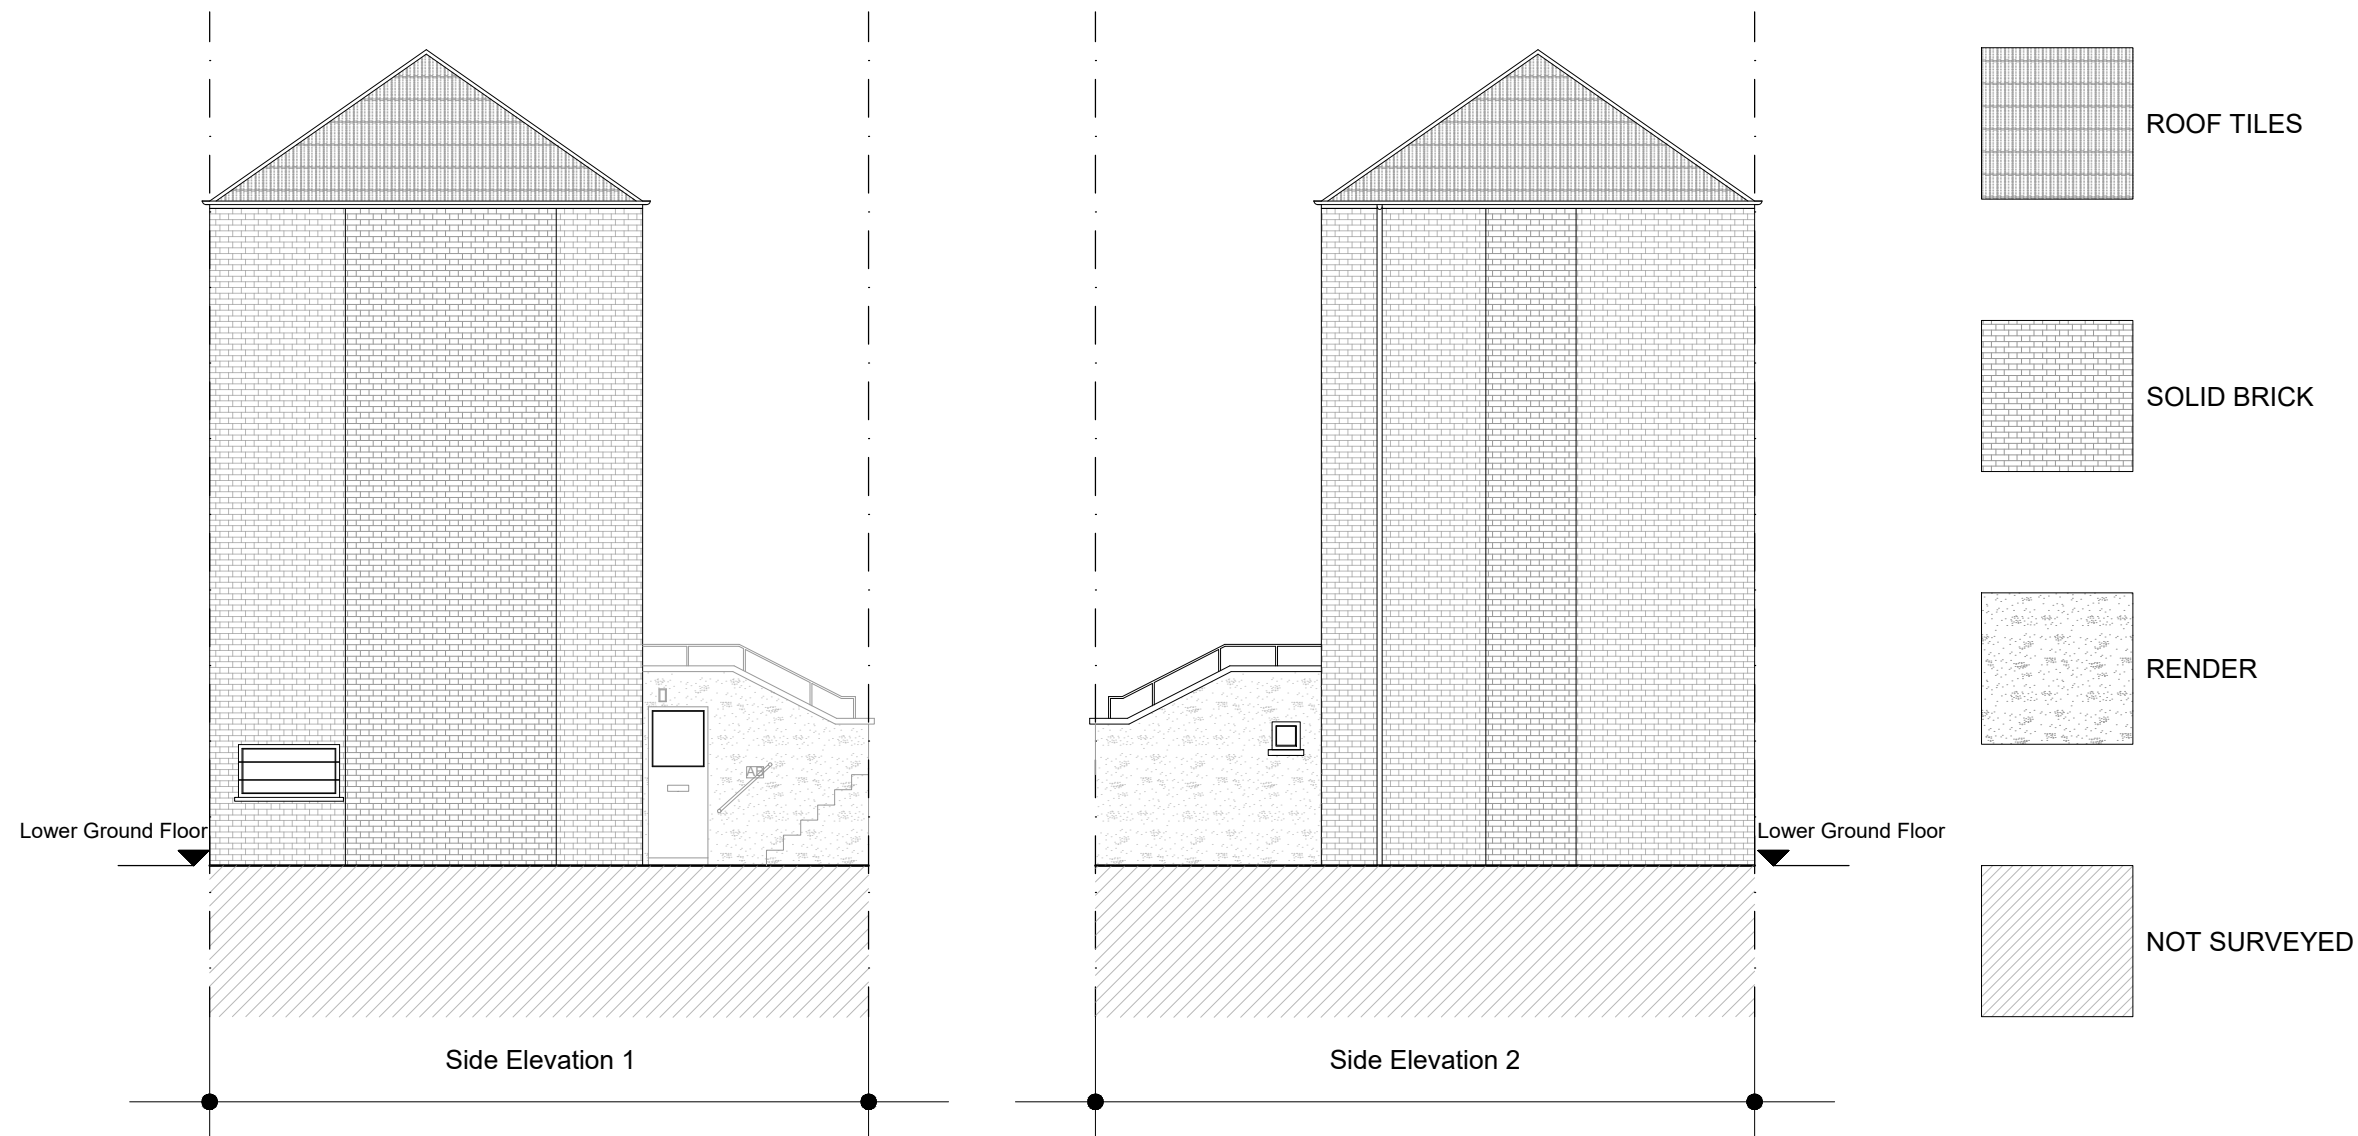 ROOF TILES
SOLID BRICK
RENDER
AB
Lower Ground Floor
Lower Ground Floor
NOT SURVEYED
Side Elevation 1
Side Elevation 2